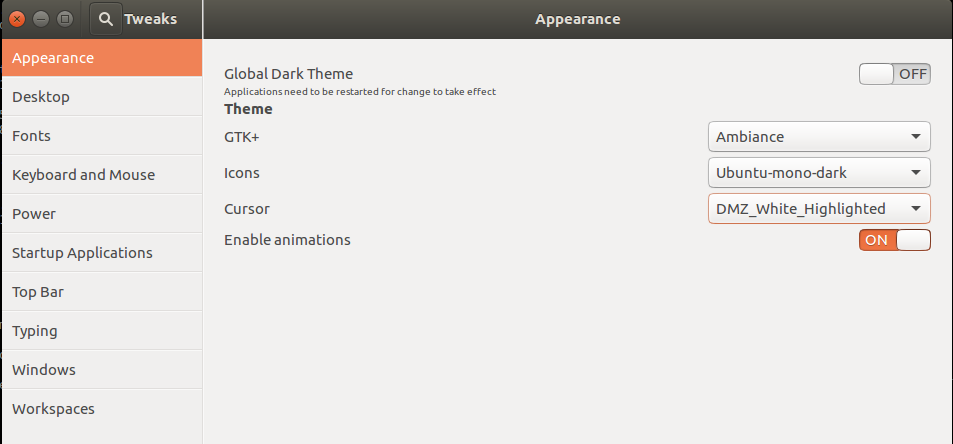 Tweaks
Appearance
Appearance
Desktop
Fonts
Keyboard and Mouse
Power
Startup Applications
Top Bar
Typing
Windows
Workspaces
Global Dark Theme OFF
Applications need to be restarted for change to take effect
Theme
GTK+ Ambiance
Icons Ubuntu-mono-dark
Cursor DMZ_White_Highlighted
Enable animations ON